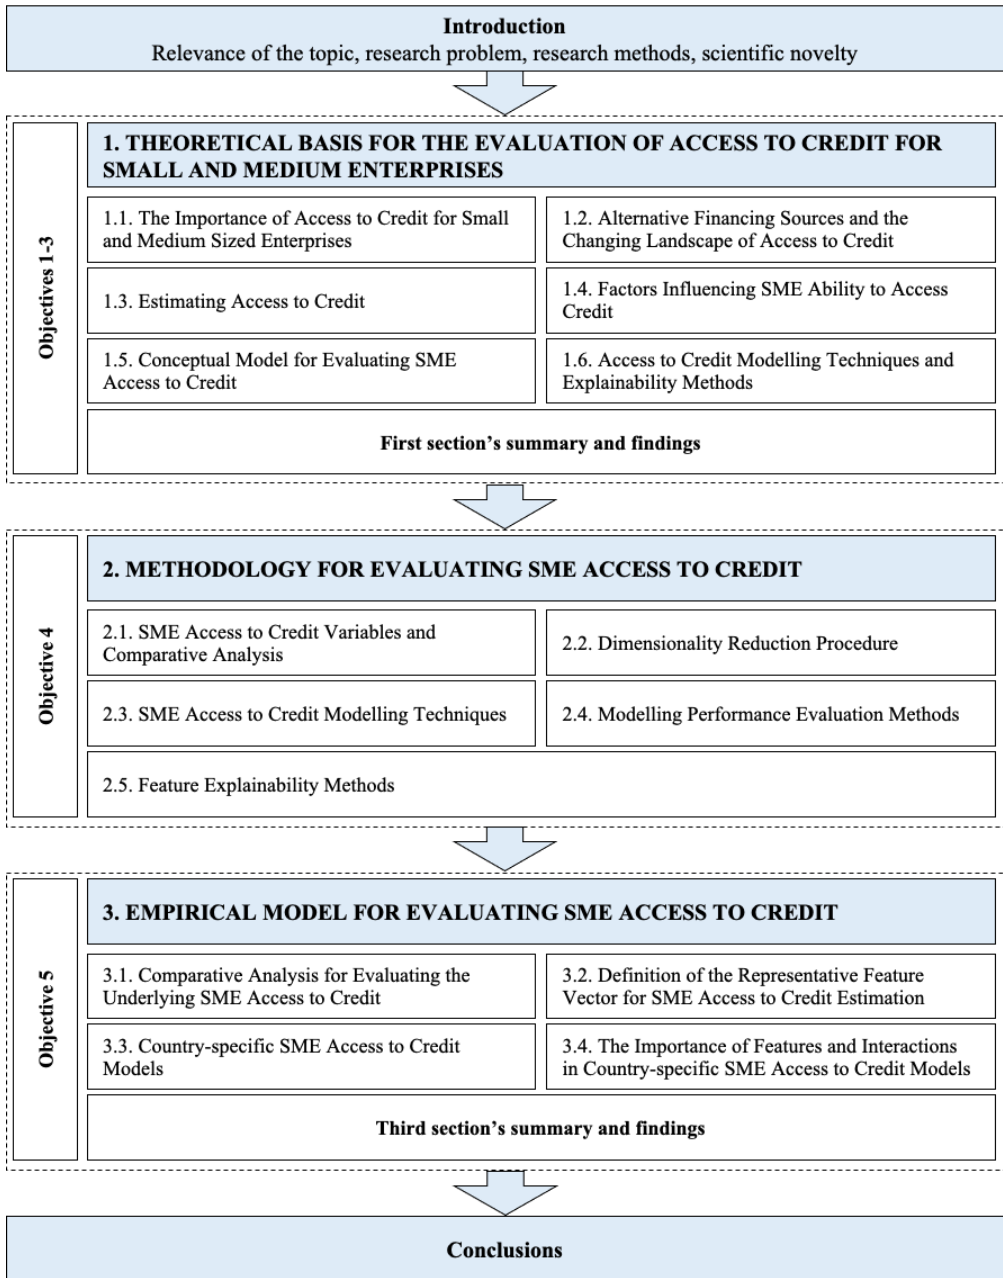 Introduction
Relevance of the topic, research problem, research methods, scientific novelty
Objectives 1-3
1. THEORETICAL BASIS FOR THE EVALUATION OF ACCESS TO CREDIT FOR
SMALL AND MEDIUM ENTERPRISES
1.1. The Importance of Access to Credit for Small
and Medium Sized Enterprises
1.2. Alternative Financing Sources and the
Changing Landscape of Access to Credit
1.3. Estimating Access to Credit
1.4. Factors Influencing SME Ability to Access
Credit
1.5. Conceptual Model for Evaluating SME
Access to Credit
1.6. Access to Credit Modelling Techniques and
Explainability Methods
First section's summary and findings
Objective 4
2. METHODOLOGY FOR EVALUATING SME ACCESS TO CREDIT
2.1. SME Access to Credit Variables and
Comparative Analysis
2.2. Dimensionality Reduction Procedure
2.3. SME Access to Credit Modelling Techniques
2.4. Modelling Performance Evaluation Methods
2.5. Feature Explainability Methods
Objective 5
3. EMPIRICAL MODEL FOR EVALUATING SME ACCESS TO CREDIT
3.1. Comparative Analysis for Evaluating the
Underlying SME Access to Credit
3.2. Definition of the Representative Feature
Vector for SME Access to Credit Estimation
3.3. Country-specific SME Access to Credit
Models
3.4. The Importance of Features and Interactions
in Country-specific SME Access to Credit Models
Third section's summary and findings
Conclusions